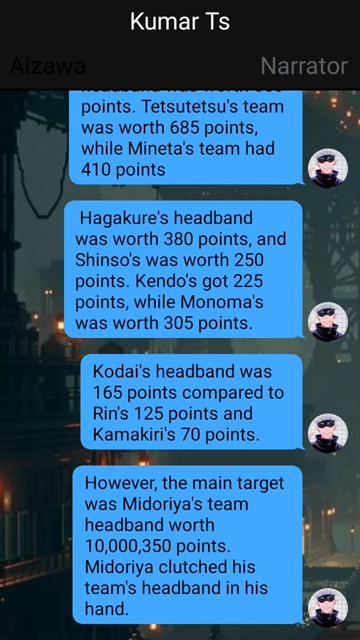 Kumar Ts
Aizawa
Narrator
points. Tetsutetsu's team
was worth 685 points,
while Mineta's team had
410 points
Hagakure's headband
was worth 380 points, and
Shinso's was worth 250
points. Kendo's got 225
points, while Monoma's
was worth 305 points.
Kodai's headband was
165 points compared to
Rin's 125 points and
Kamakiri's 70 points.
However, the main target
was Midoriya's team
headband worth
10,000,350 points.
Midoriya clutched his
team's headband in his
hand.